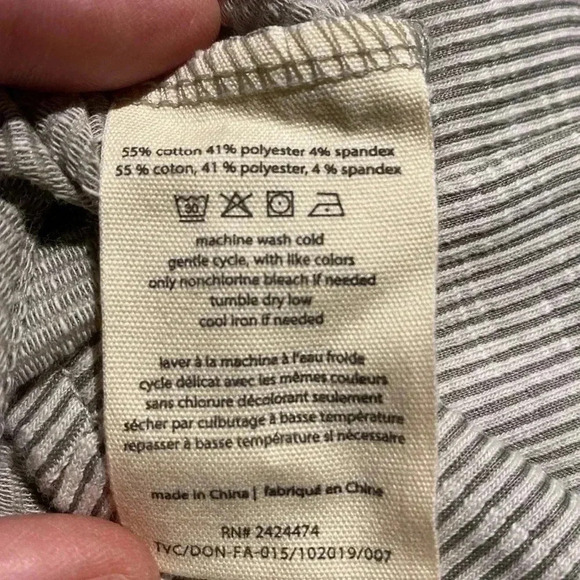 55% cotton 41% polyester 4% spandex
55 % coton, 41 % polyester, 4 % spandex
30
machine wash cold
gentle cycle, with like colors
only nonchlorine bleach if needed
tumble dry low
cool iron if needed
laver à la machine à l'eau froide
cycle délicat avec les mêmes couleurs
sans chlorure décolorant seulement
sécher par culbutage à basse température
repasser à basse température si nécessaire
made in China | fabriqué en Chine
RN# 2424474
TYC/DON-FA-015/102019/007